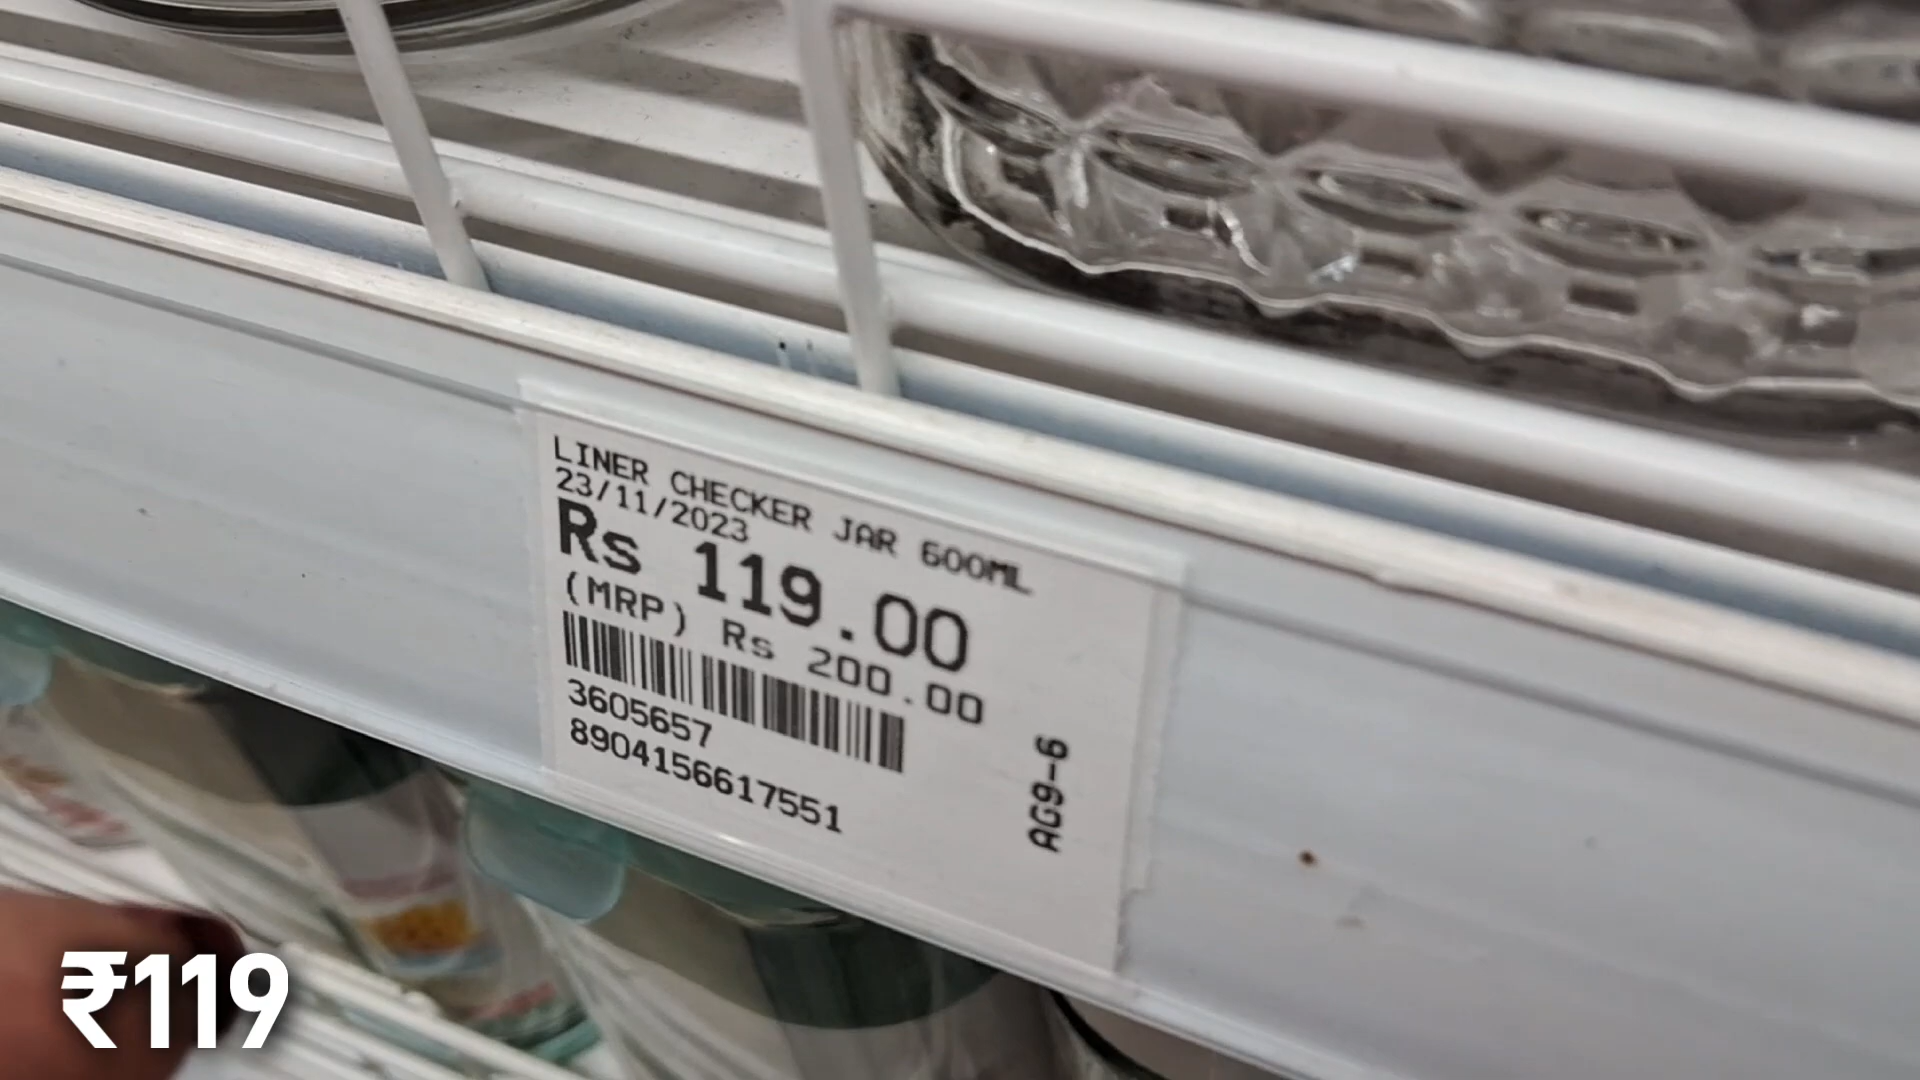 LINER CHECKER JAR 600ML
23/11/2023
Rs 119.00
(MRP) Rs 200.00
3605657
8904156617551
AG9-6
₹119